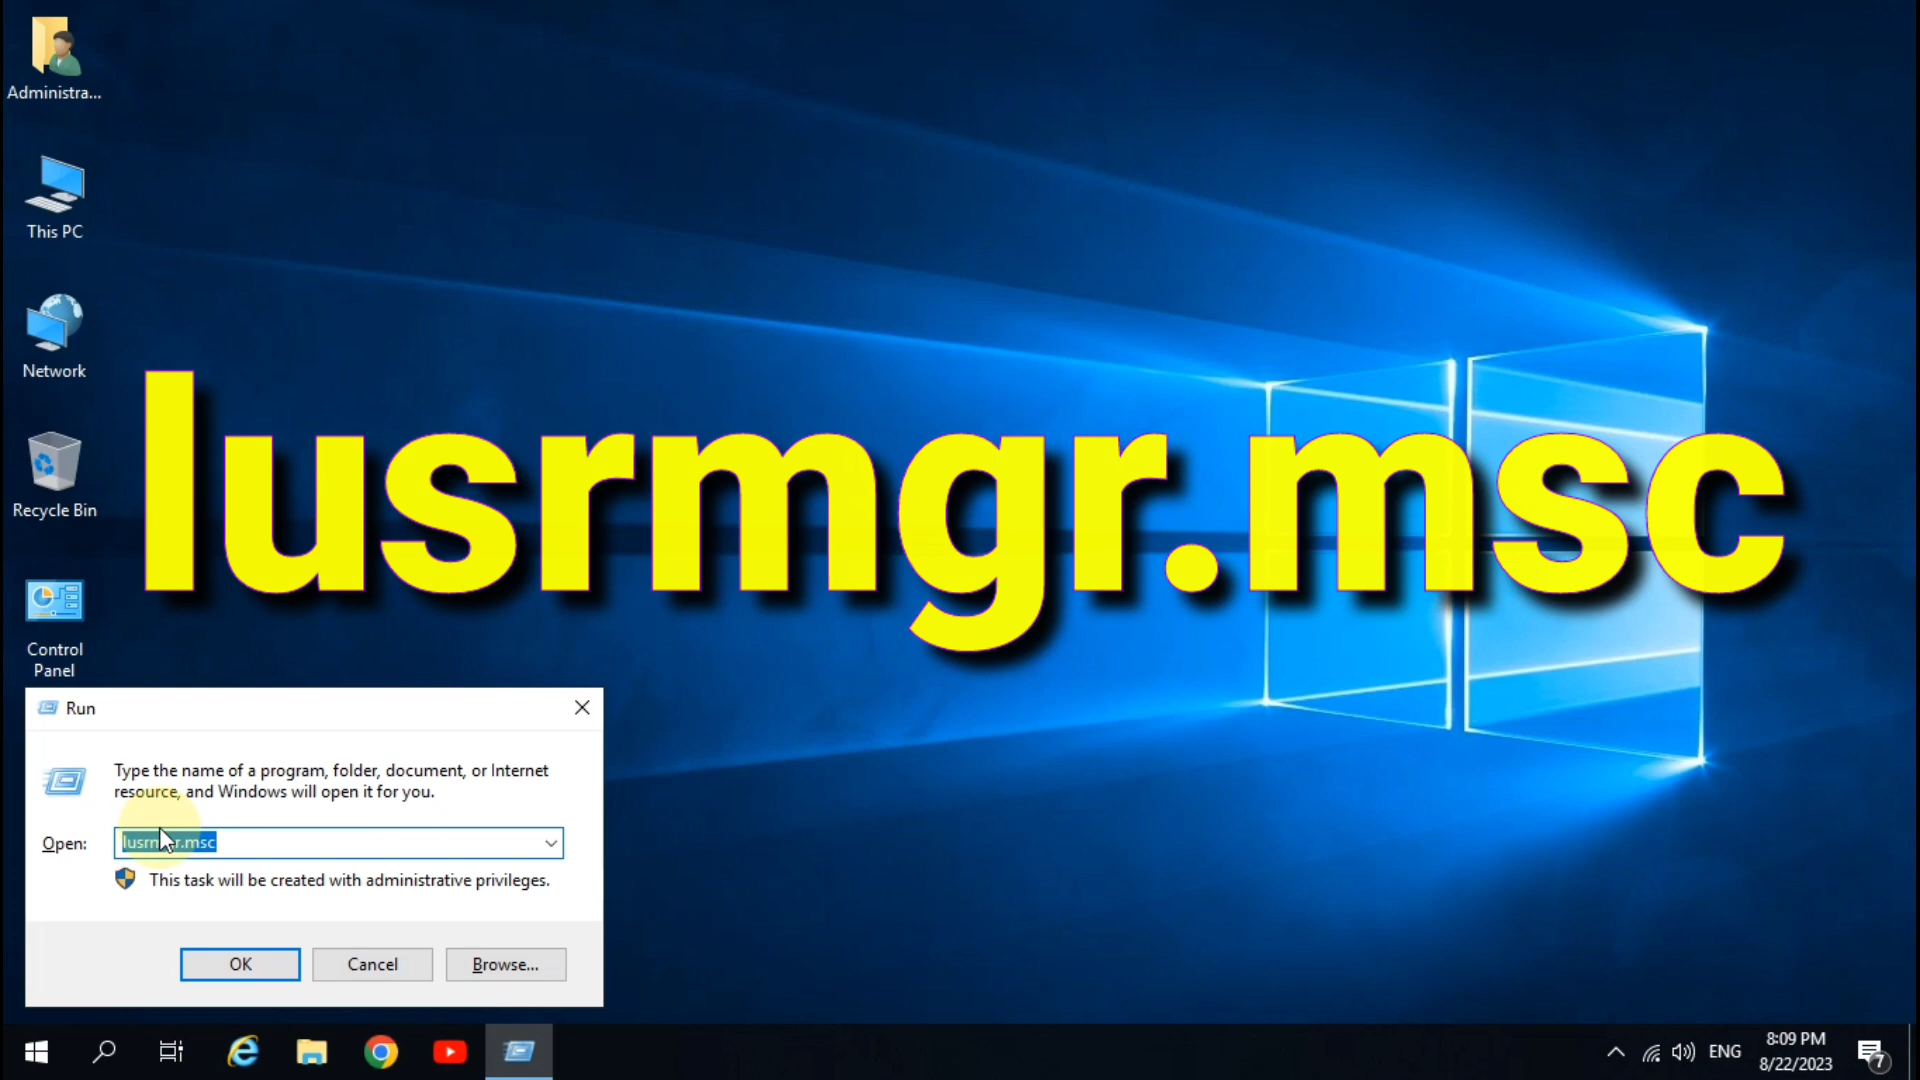 Administra...
This PC
Network
Recycle Bin
Control
Panel
lusrmgr.msc
Run
Type the name of a program, folder, document, or Internet
resource, and Windows will open it for you.
Open:
lusrmgr.msc
This task will be created with administrative privileges.
OK
Cancel
Browse...
ENG
8:09 PM
8/22/2023
7